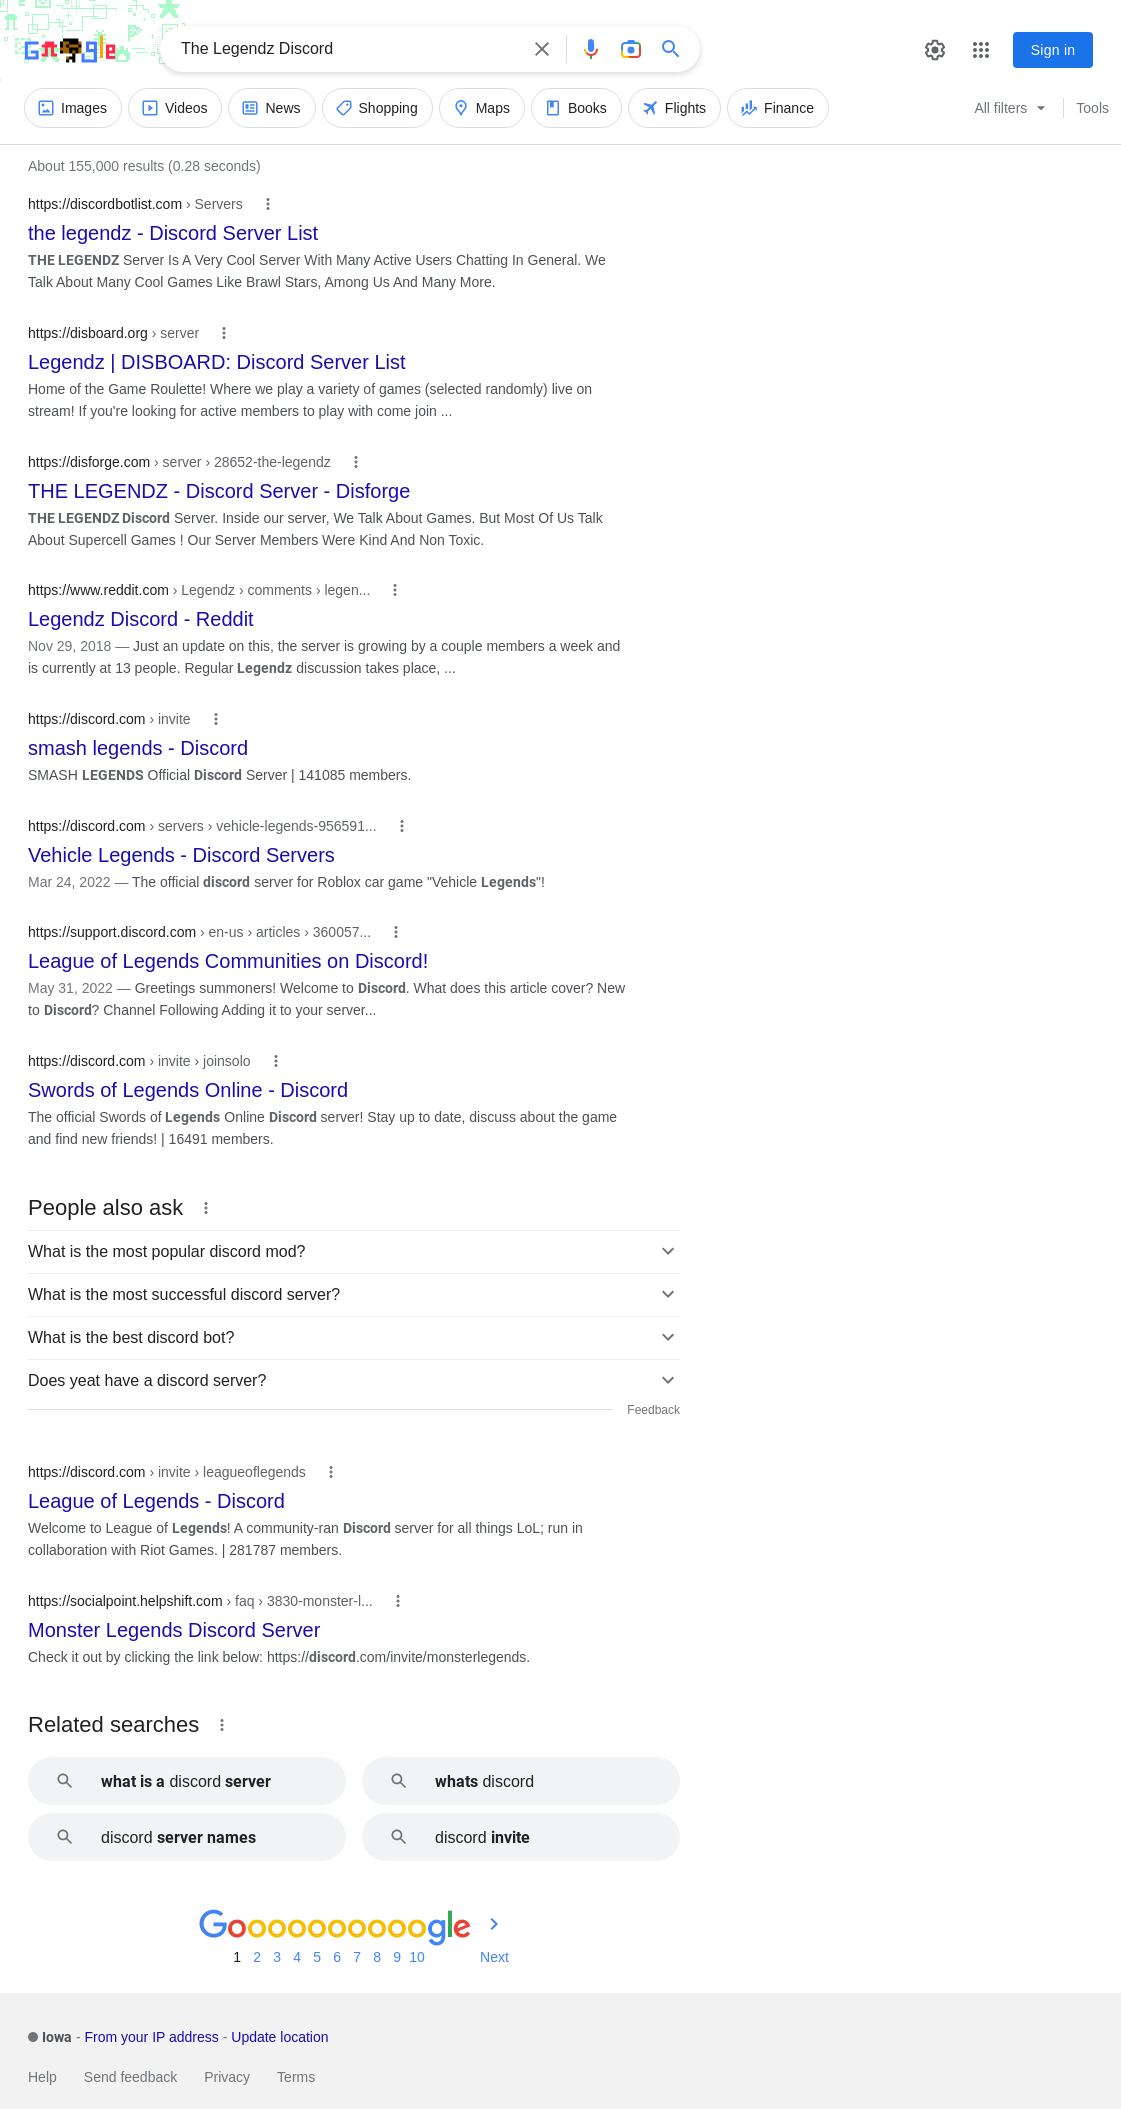 Google
The Legendz Discord
Sign in
Images
Videos
News
Shopping
Maps
Books
Flights
Finance
All filters
Tools
About 155,000 results (0.28 seconds)
https://discordbotlist.com › Servers
the legendz - Discord Server List
THE LEGENDZ Server Is A Very Cool Server With Many Active Users Chatting In General. We
Talk About Many Cool Games Like Brawl Stars, Among Us And Many More.
https://disboard.org › server
Legendz | DISBOARD: Discord Server List
Home of the Game Roulette! Where we play a variety of games (selected randomly) live on
stream! If you're looking for active members to play with come join ...
https://disforge.com › server › 28652-the-legendz
THE LEGENDZ - Discord Server - Disforge
THE LEGENDZ Discord Server. Inside our server, We Talk About Games. But Most Of Us Talk
About Supercell Games ! Our Server Members Were Kind And Non Toxic.
https://www.reddit.com › Legendz › comments › legen...
Legendz Discord - Reddit
Nov 29, 2018 — Just an update on this, the server is growing by a couple members a week and
is currently at 13 people. Regular Legendz discussion takes place, ...
https://discord.com › invite
smash legends - Discord
SMASH LEGENDS Official Discord Server | 141085 members.
https://discord.com › servers › vehicle-legends-956591...
Vehicle Legends - Discord Servers
Mar 24, 2022 — The official discord server for Roblox car game "Vehicle Legends"!
https://support.discord.com › en-us › articles › 360057...
League of Legends Communities on Discord!
May 31, 2022 — Greetings summoners! Welcome to Discord. What does this article cover? New
to Discord? Channel Following Adding it to your server...
https://discord.com › invite › joinsolo
Swords of Legends Online - Discord
The official Swords of Legends Online Discord server! Stay up to date, discuss about the game
and find new friends! | 16491 members.
People also ask
What is the most popular discord mod?
What is the most successful discord server?
What is the best discord bot?
Does yeat have a discord server?
Feedback
https://discord.com › invite › leagueoflegends
League of Legends - Discord
Welcome to League of Legends! A community-ran Discord server for all things LoL; run in
collaboration with Riot Games. | 281787 members.
https://socialpoint.helpshift.com › faq › 3830-monster-l...
Monster Legends Discord Server
Check it out by clicking the link below: https://discord.com/invite/monsterlegends.
Related searches
what is a discord server
whats discord
discord server names
discord invite
Goooooooooogle
1 2 3 4 5 6 7 8 9 10 Next
Iowa - From your IP address - Update location
Help Send feedback Privacy Terms